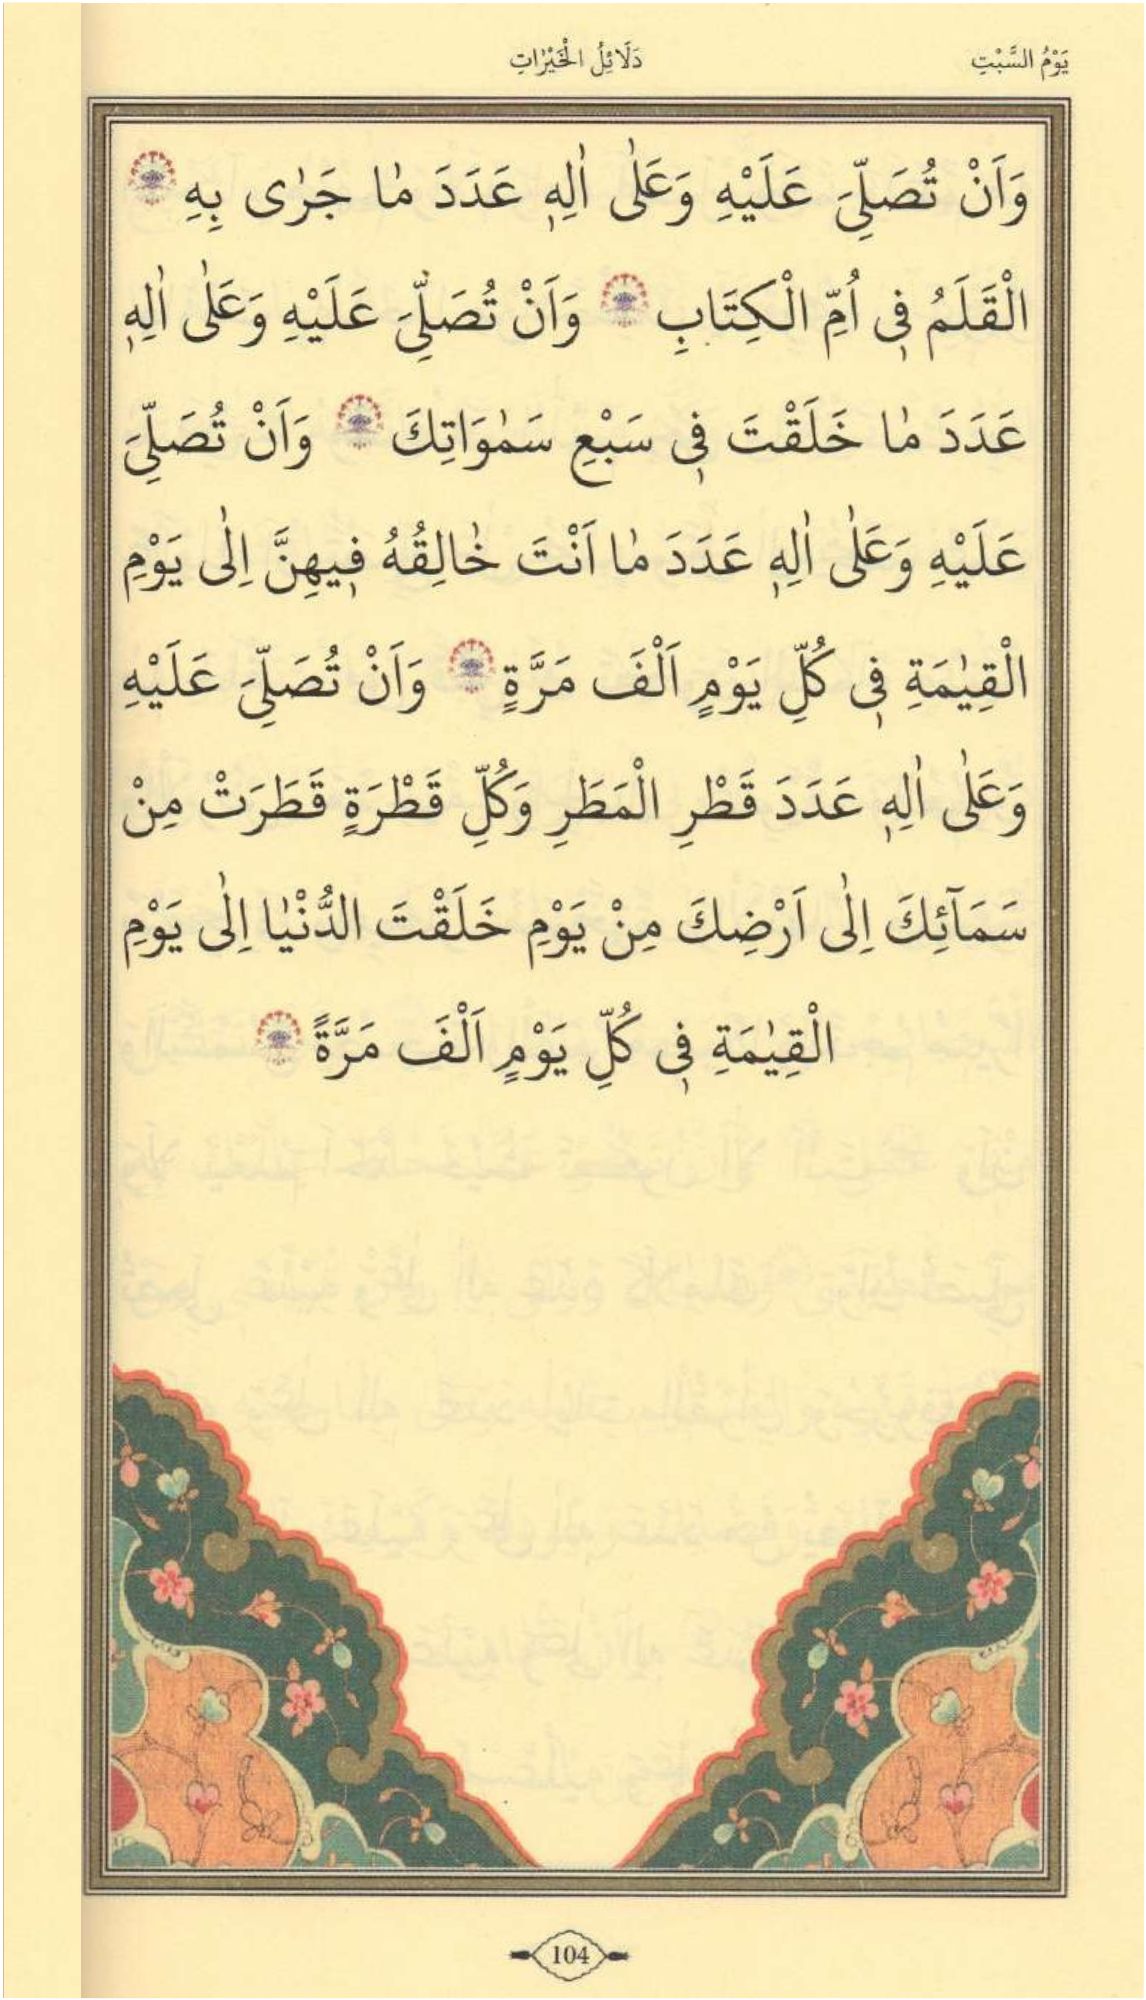 يَوْمُ السَّبْتِ
دَلَائِلُ الْخَيْرَاتِ
وَاَنْ تُصَلِّىَ عَلَيْهِ وَعَلٰى اٰلِهٖ عَدَدَ مٰا جَرٰى بِهِ
الْقَلَمُ فٖى اُمِّ الْكِتَابِ وَاَنْ تُصَلِّىَ عَلَيْهِ وَعَلٰى اٰلِهٖ
عَدَدَ مٰا خَلَقْتَ فٖى سَبْعِ سَمٰوَاتِكَ وَاَنْ تُصَلِّىَ
عَلَيْهِ وَعَلٰى اٰلِهٖ عَدَدَ مٰا اَنْتَ خٰالِقُهُ فٖيهِنَّ اِلٰى يَوْمِ
الْقِيٰمَةِ فٖى كُلِّ يَوْمٍ اَلْفَ مَرَّةٍ وَاَنْ تُصَلِّىَ عَلَيْهِ
وَعَلٰى اٰلِهٖ عَدَدَ قَطْرِ الْمَطَرِ وَكُلِّ قَطْرَةٍ قَطَرَتْ مِنْ
سَمَآئِكَ اِلٰى اَرْضِكَ مِنْ يَوْمِ خَلَقْتَ الدُّنْيٰا اِلٰى يَوْمِ
الْقِيٰمَةِ فٖى كُلِّ يَوْمٍ اَلْفَ مَرَّةً
104